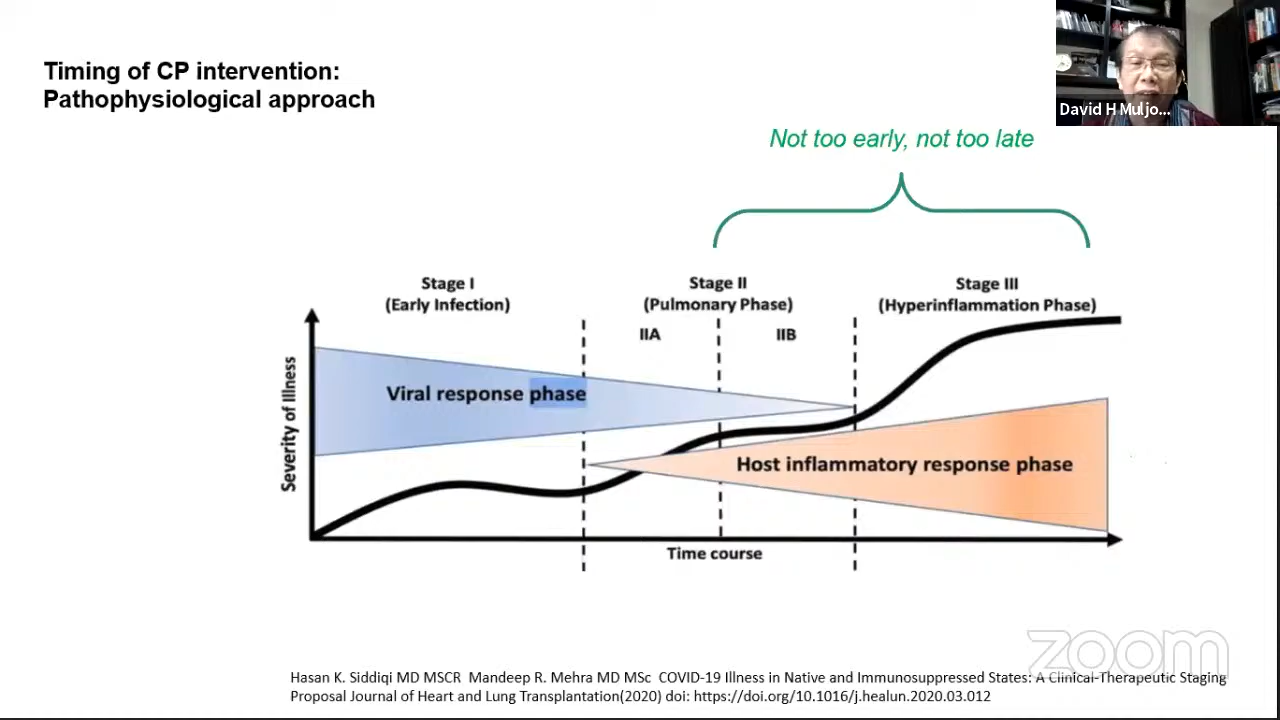 Timing of CP intervention:
Pathophysiological approach
David H Muljo...
Not too early, not too late
Stage I
(Early Infection)
Stage II
(Pulmonary Phase)
Stage III
(Hyperinflammation Phase)
IIA
IIB
Severity of Illness
Viral response phase
Host inflammatory response phase
Time course
zoom
Hasan K. Siddiqi MD MSCR Mandeep R. Mehra MD MSc COVID-19 Illness in Native and Immunosuppressed States: A Clinical-Therapeutic Staging
Proposal Journal of Heart and Lung Transplantation(2020) doi: https://doi.org/10.1016/j.healun.2020.03.012